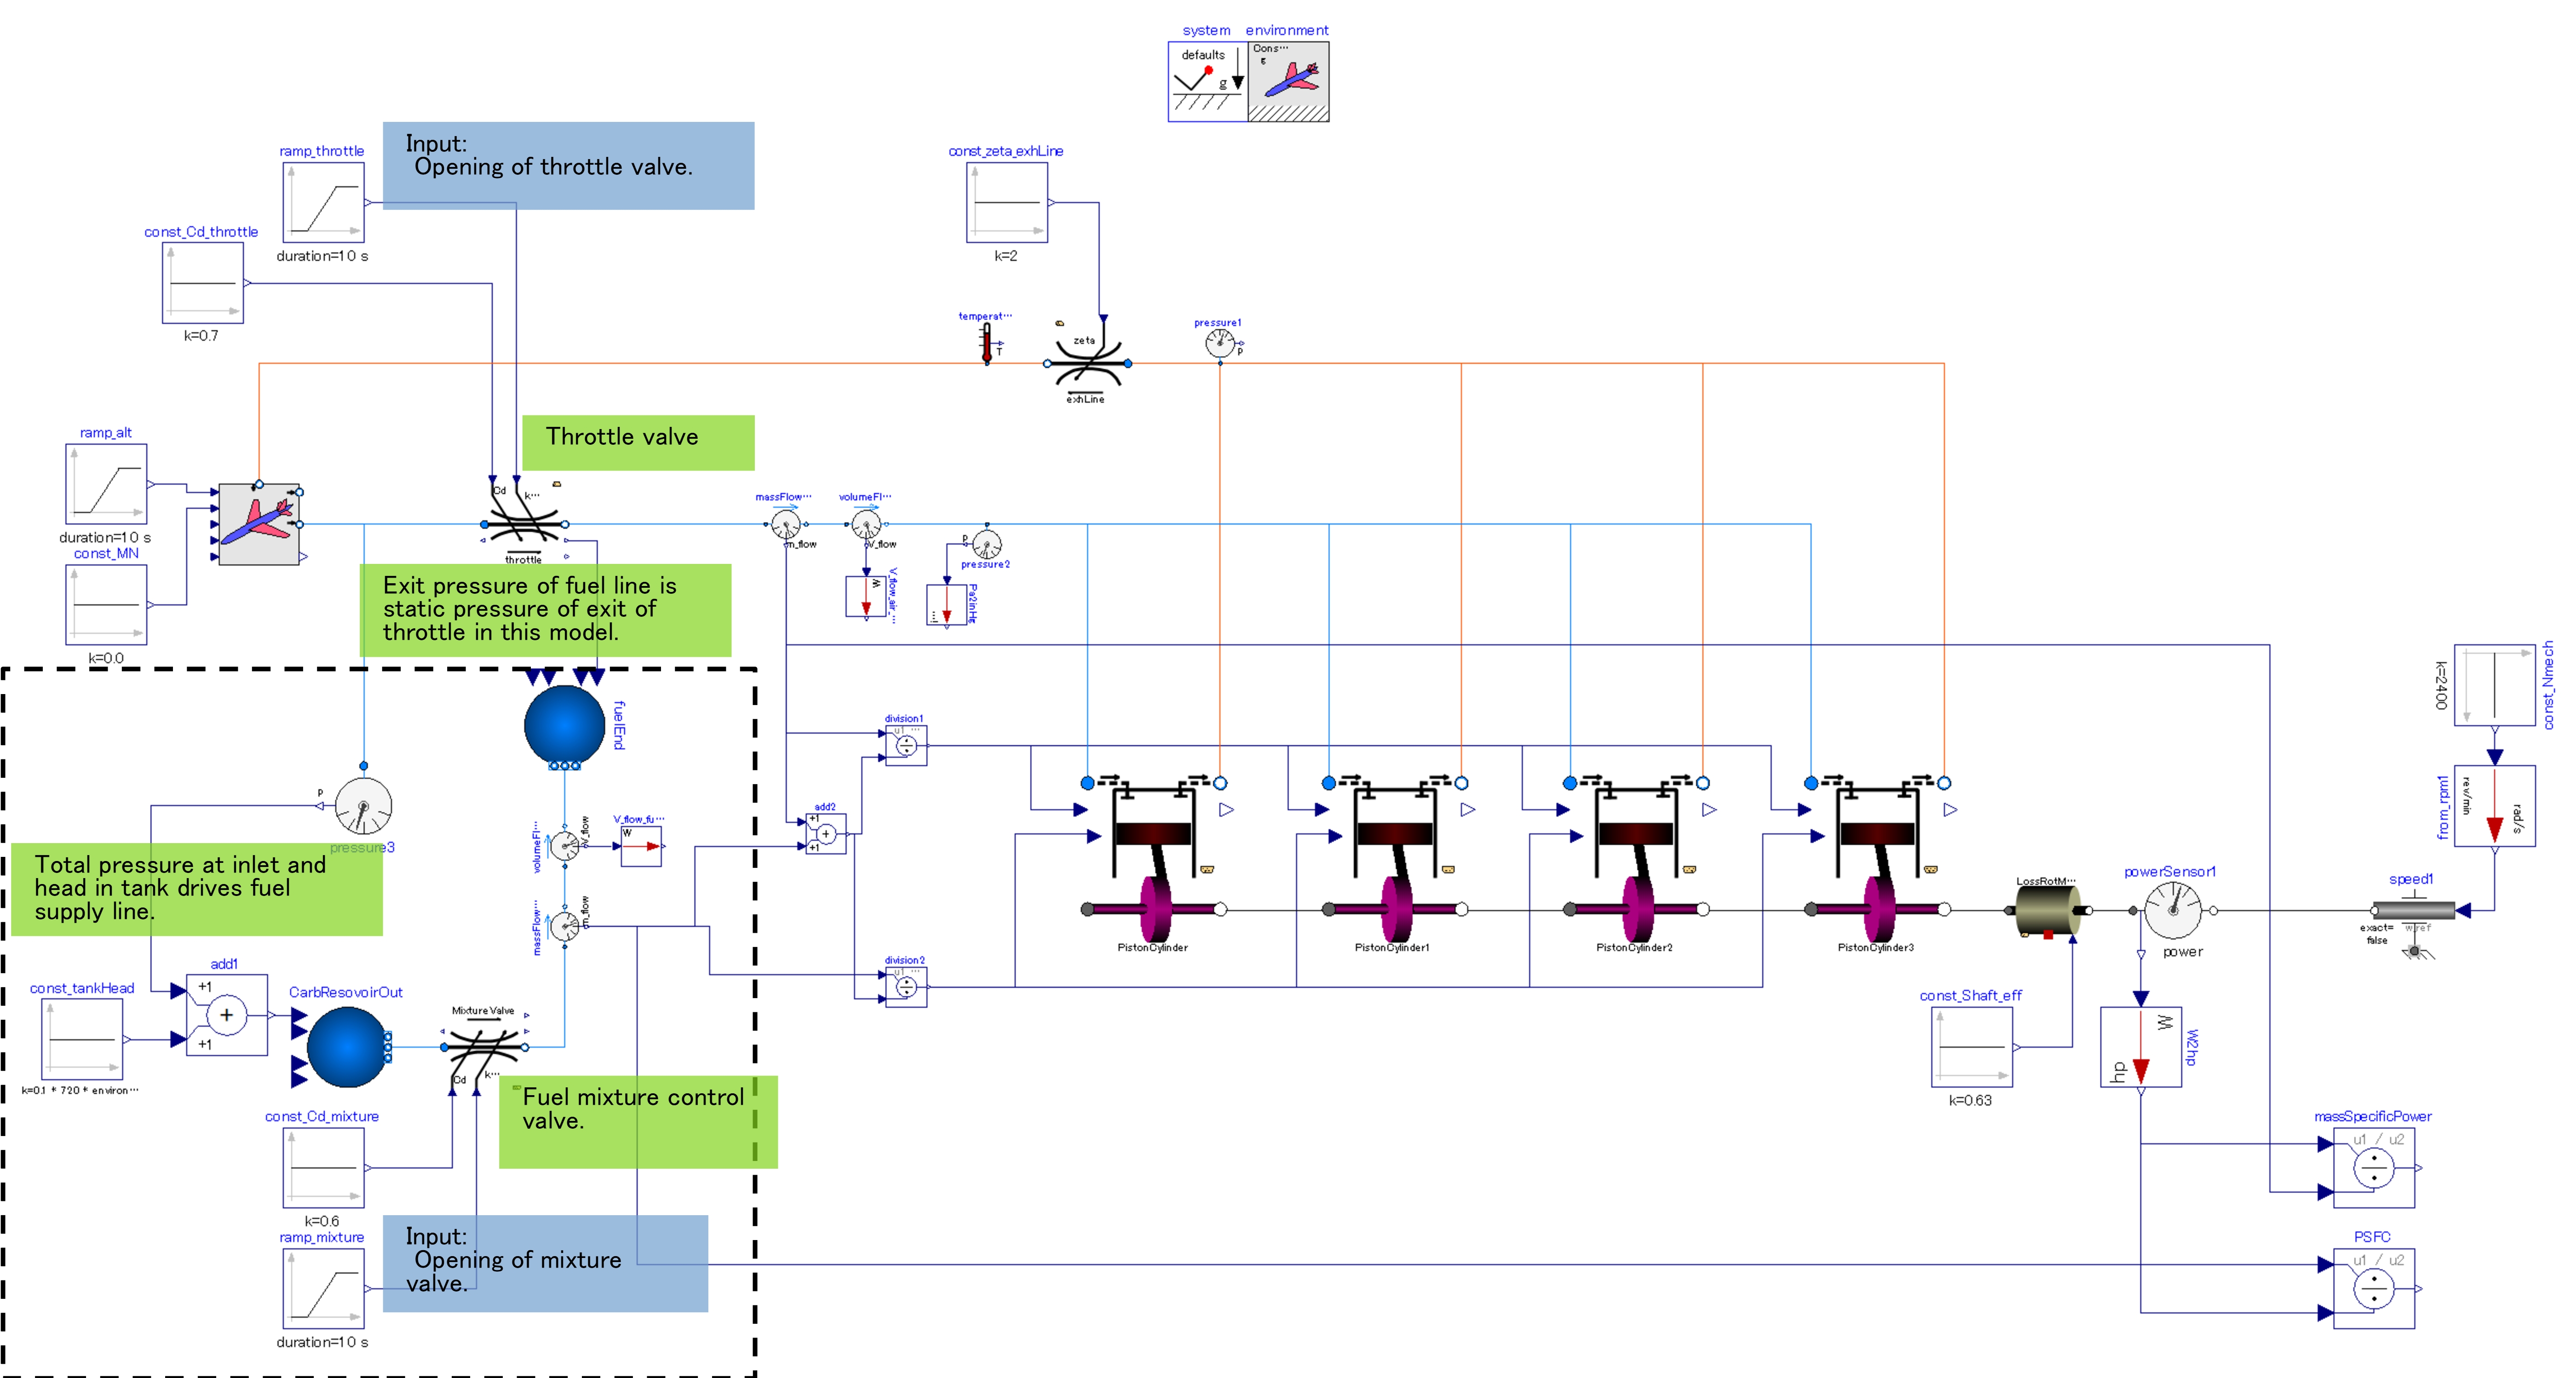 system
environment
defaults
g
Cons...
g
ramp_throttle
duration=10 s
Input:
Opening of throttle valve.
const_Cd_throttle
k=0.7
const_zeta_exhLine
k=2
temperat...
T
zeta
exhLine
pressure1
p
Throttle valve
ramp_alt
duration=10 s
const_MN
k=0.0
Cd
k...
throttle
massFlow...
m_flow
volumeFl...
V_flow
W
V_flow_air_...
p
pressure2
Pa2inHg
...
Exit pressure of fuel line is
static pressure of exit of
throttle in this model.
const_Nmech
k=2400
from_rpm1
rev/min
rad/s
fuelEnd
division1
u1 ...
add2
+1
+
+1
p
pressure3
Total pressure at inlet and
head in tank drives fuel
supply line.
volumeFl...
V_flow
V_flow_fu...
W
massFlow...
m_flow
division2
u1 ...
PistonCylinder
PistonCylinder1
PistonCylinder2
PistonCylinder3
LossRotM...
powerSensor1
power
speed1
exact=
false
w_ref
add1
+1
+
+1
const_tankHead
k=0.1 * 720 * environ...
CarbResovoirOut
Mixture Valve
Cd
k...
Fuel mixture control
valve.
const_Cd_mixture
k=0.6
ramp_mixture
duration=10 s
Input:
Opening of mixture
valve.
const_Shaft_eff
k=0.63
W
hp
W2hp
massSpecificPower
u1 / u2
PSFC
u1 / u2